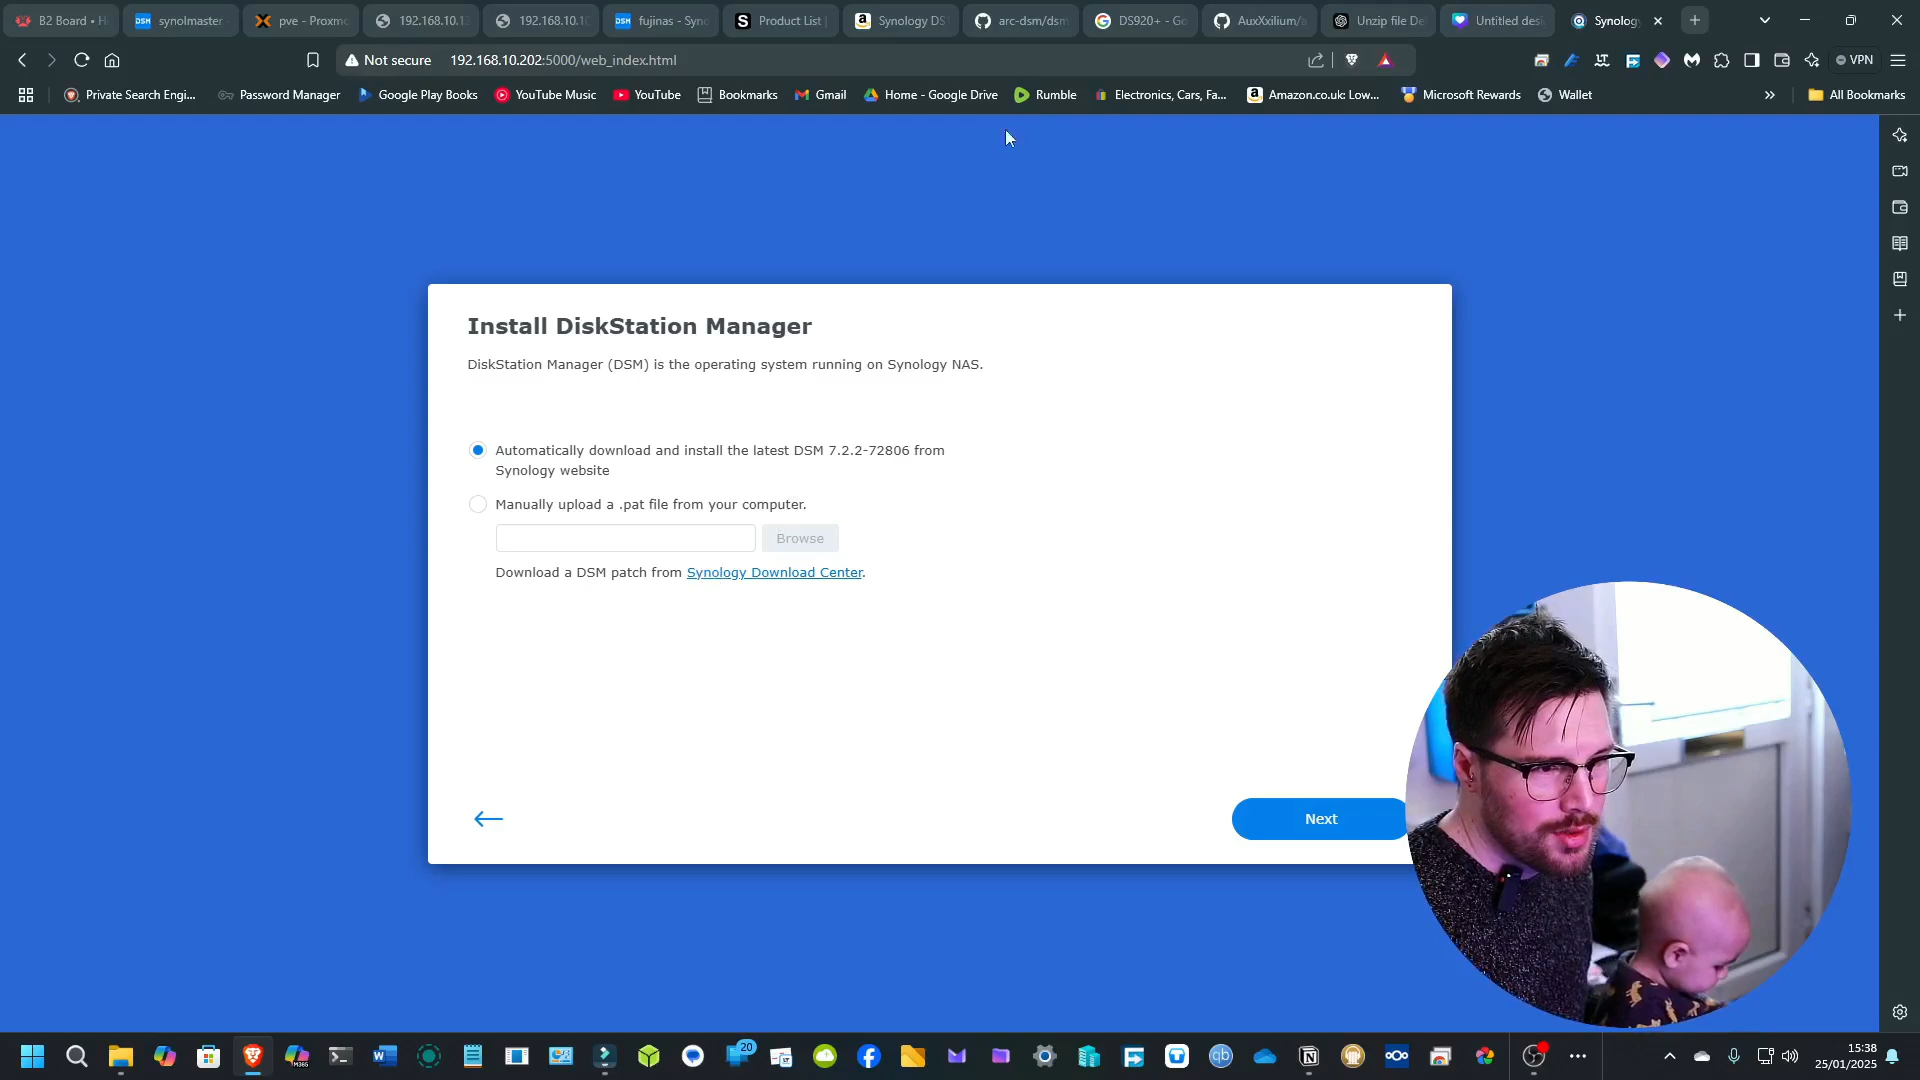 B2 Board • H
synolmaster
pve - Proxmo
192.168.10.13
192.168.10.10
fujinas - Syno
Product List |
Synology DS
arc-dsm/dsm
DS920+ - Go
AuxXxilium/a
Unzip file De
Untitled desi
Synology
Not secure
192.168.10.202:5000/web_index.html
VPN
Private Search Engi...
Password Manager
Google Play Books
YouTube Music
YouTube
Bookmarks
Gmail
Home - Google Drive
Rumble
Electronics, Cars, Fa...
Amazon.co.uk: Low...
Microsoft Rewards
Wallet
»
All Bookmarks
Install DiskStation Manager
DiskStation Manager (DSM) is the operating system running on Synology NAS.
Automatically download and install the latest DSM 7.2.2-72806 from
Synology website
Manually upload a .pat file from your computer.
Browse
Download a DSM patch from Synology Download Center.
Next
20
15:38
25/01/2025